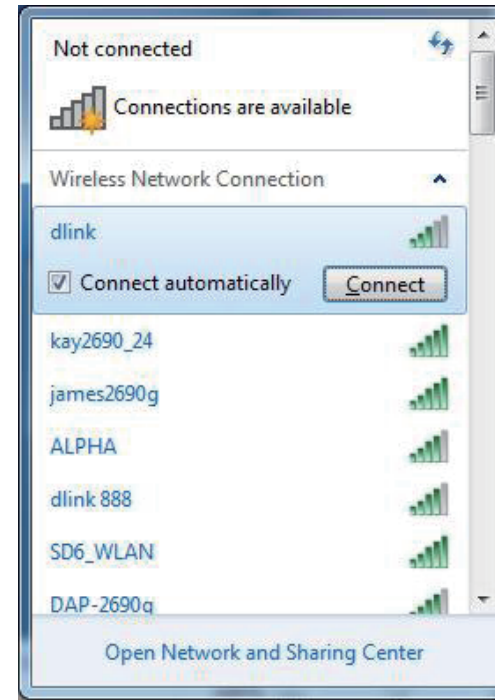 Not connected
Connections are available
Wireless Network Connection
dlink
Connect automatically Connect
kay2690_24
james2690g
ALPHA
dlink 888
SD6_WLAN
DAP-2690g
Open Network and Sharing Center